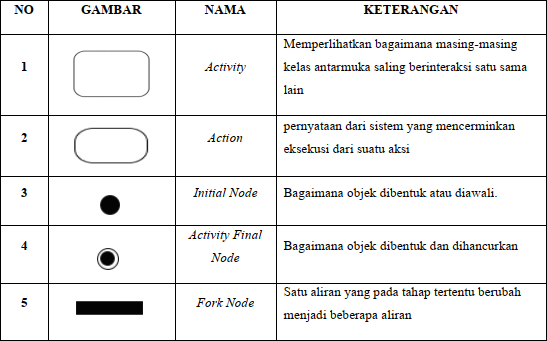 NO GAMBAR NAMA KETERANGAN
1 Activity Memperlihatkan bagaimana masing-masing
kelas antarmuka saling berinteraksi satu sama
lain
2 Action pernyataan dari sistem yang mencerminkan
eksekusi dari suatu aksi
3 Initial Node Bagaimana objek dibentuk atau diawali.
4 Activity Final
Node
Bagaimana objek dibentuk dan dihancurkan
5 Fork Node Satu aliran yang pada tahap tertentu berubah
menjadi beberapa aliran